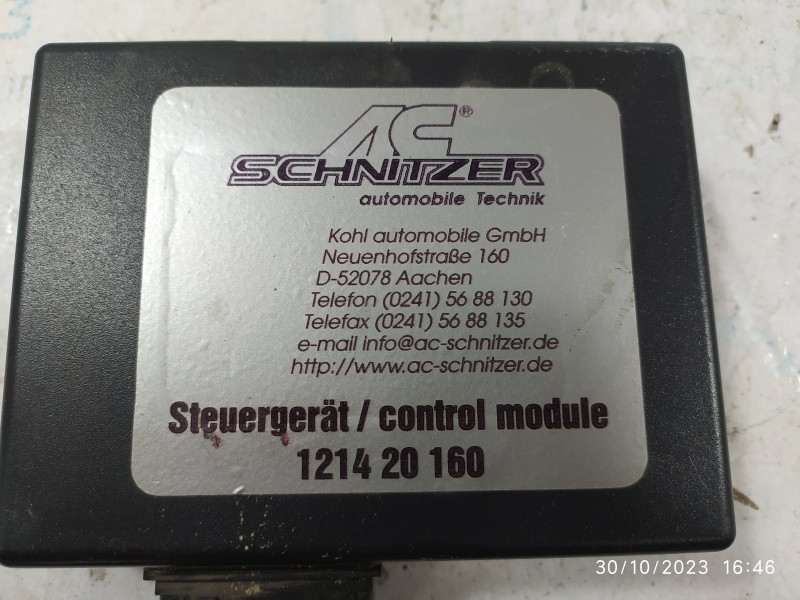 AC®
SCHNITZER
automobile Technik
Kohl automobile GmbH
Neuenhofstraße 160
D-52078 Aachen
Telefon (0241) 56 88 130
Telefax (0241) 56 88 135
e-mail info@ac-schnitzer.de
http://www.ac-schnitzer.de
Steuergerät / control module
1214 20 160
30/10/2023 16:46